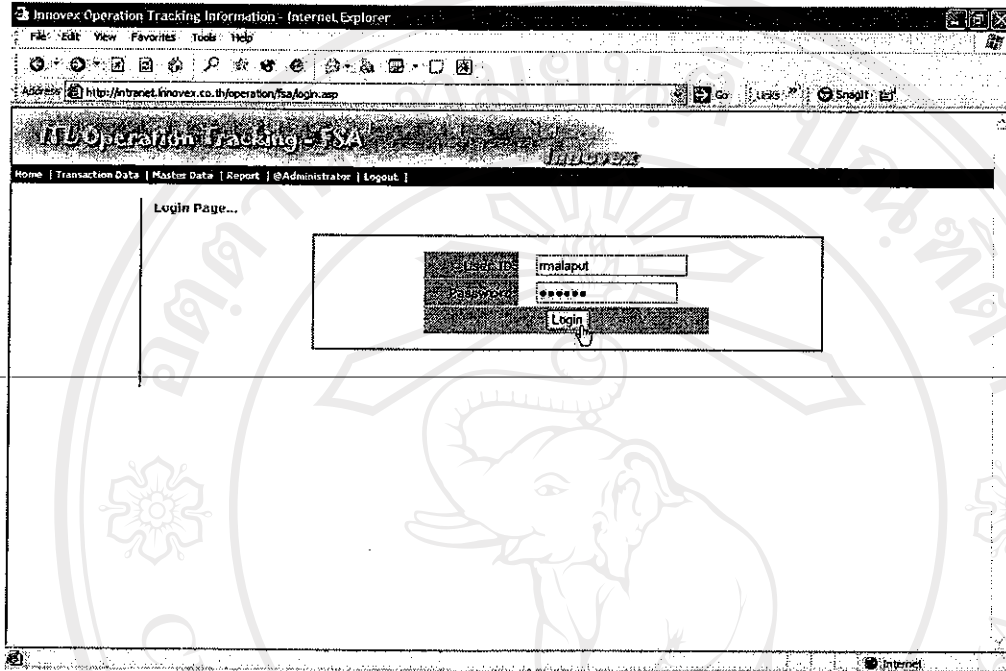 Innovex Operation Tracking Information - Internet Explorer
File Edit View Favorites Tools Help
Address http://intranet.innovex.co.th/operation/fsa/login.asp Go Links » SnagIt
ITL Operation Tracking - FSA
Innovex
Home | Transaction Data | Master Data | Report | @Administrator | Logout |
Login Page...
User ID rmalaput
Password ••••••
Login
Internet